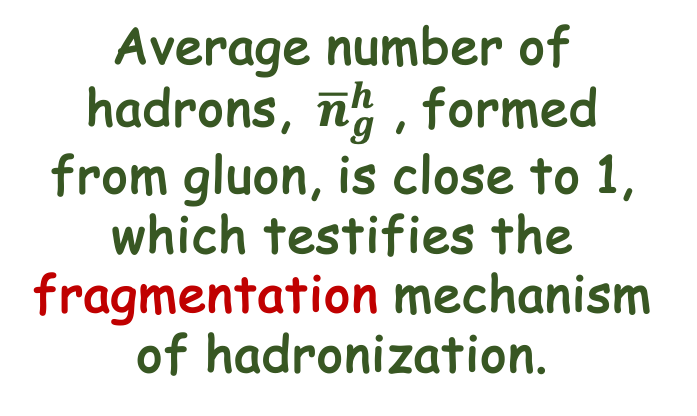 Average number of
hadrons, n̅ᵍʰ , formed
from gluon, is close to 1,
which testifies the
fragmentation mechanism
of hadronization.